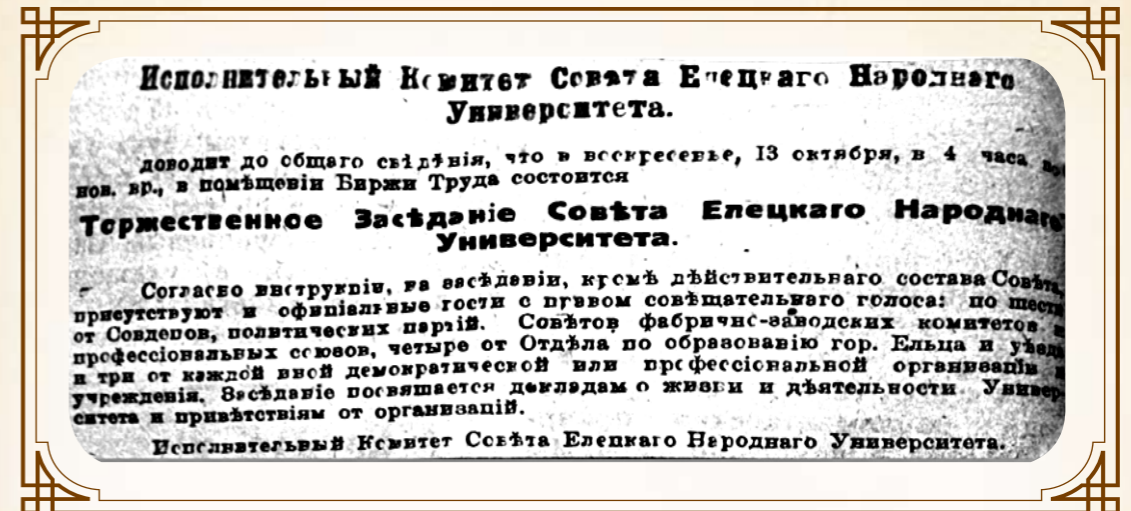 Исполнительный Комитет Совѣта Елецкаго Народнаго
Университета.
доводит до общаго свѣдѣнія, что в воскресенье, 13 октября, в 4 часа
нов. вр., в помѣщеніи Биржи Труда состоится
Торжественное Засѣданіе Совѣта Елецкаго Народнаго
Университета.
Согласно инструкціи, на засѣданіи, кромѣ дѣйствительнаго состава Совѣта,
присутствуют и офиціальные гости с правом совѣщательнаго голоса: по шести
от Совдепов, политических партій. Совѣтов фабрично-заводских комитетов и
профессіональных союзов, четыре от Отдѣла по образованію гор. Ельца и уѣзда
и три от каждой иной демократической или профессіональной организаціи и
учрежденія. Засѣданіе посвящается докладам о жизни и дѣятельности Универ-
ситета и привѣтствіям от организацій.
Исполнительный Комитет Совѣта Елецкаго Народнаго Университета.